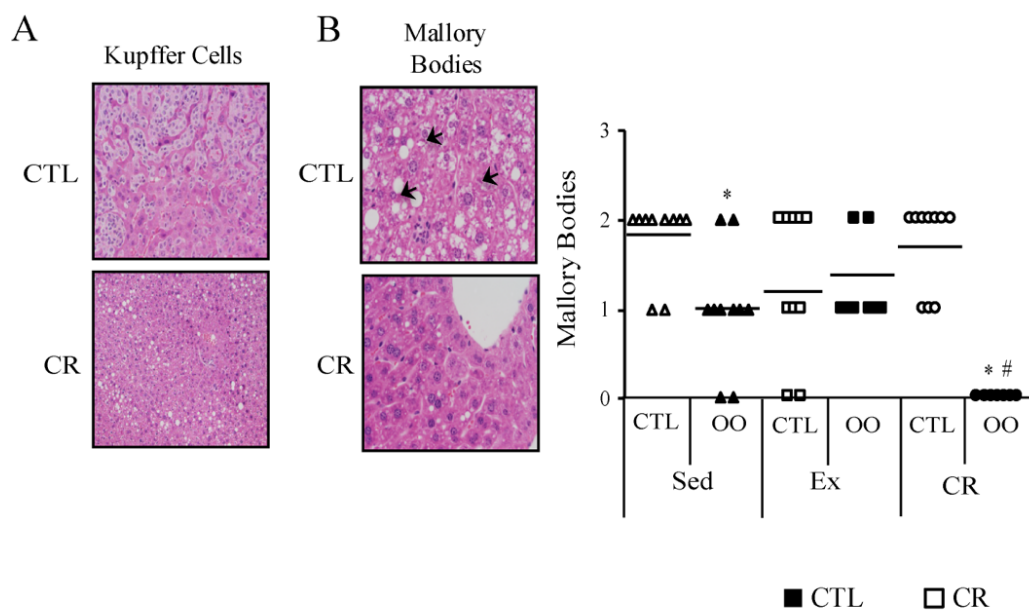 A
Kupffer Cells
CTL
CR
B
Mallory
Bodies
CTL
CR
Mallory Bodies
3
2
1
0
*
* #
CTL OO CTL OO CTL OO
Sed Ex CR
CTL CR